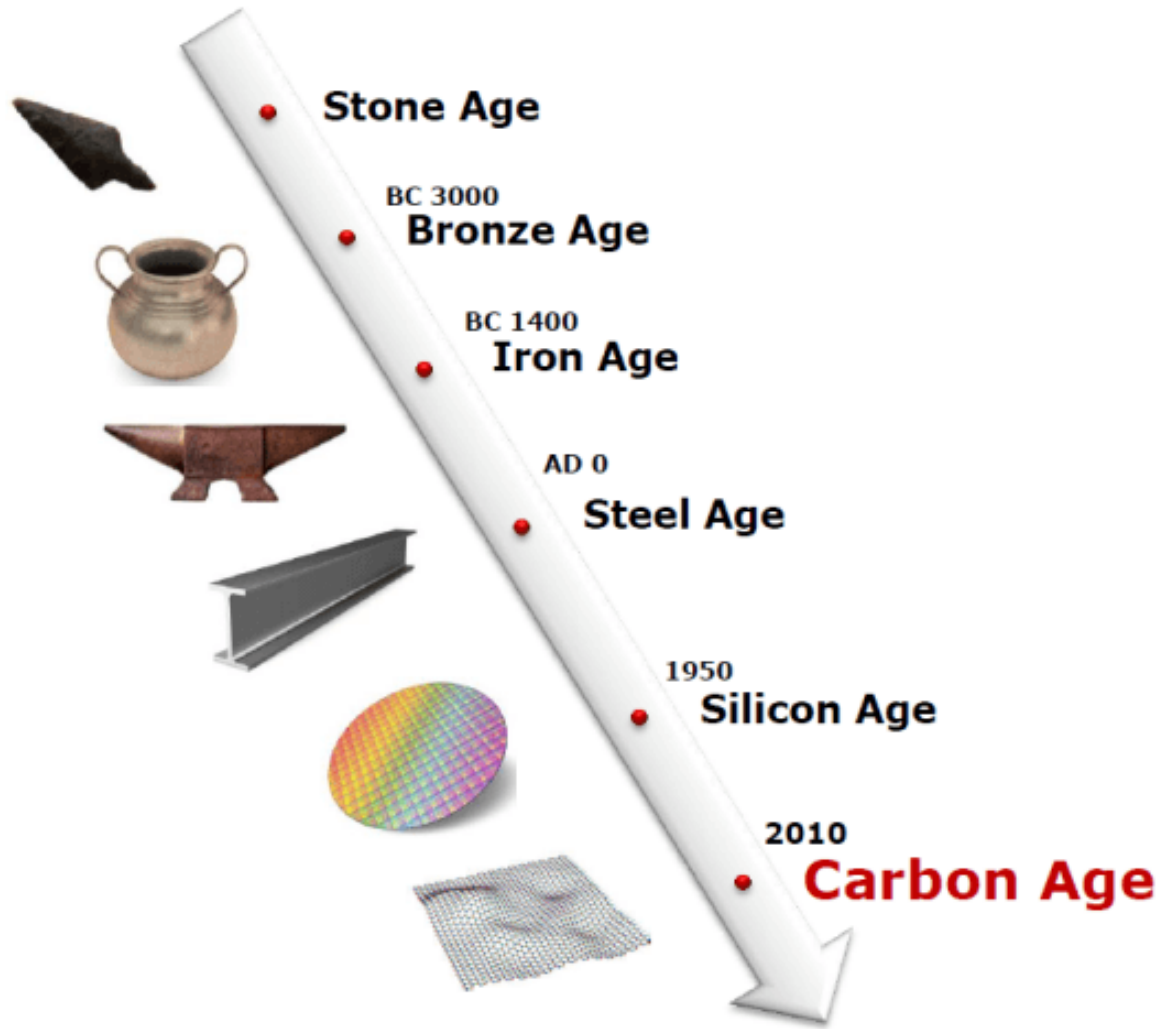 Stone Age
BC 3000
Bronze Age
BC 1400
Iron Age
AD 0
Steel Age
1950
Silicon Age
2010
Carbon Age